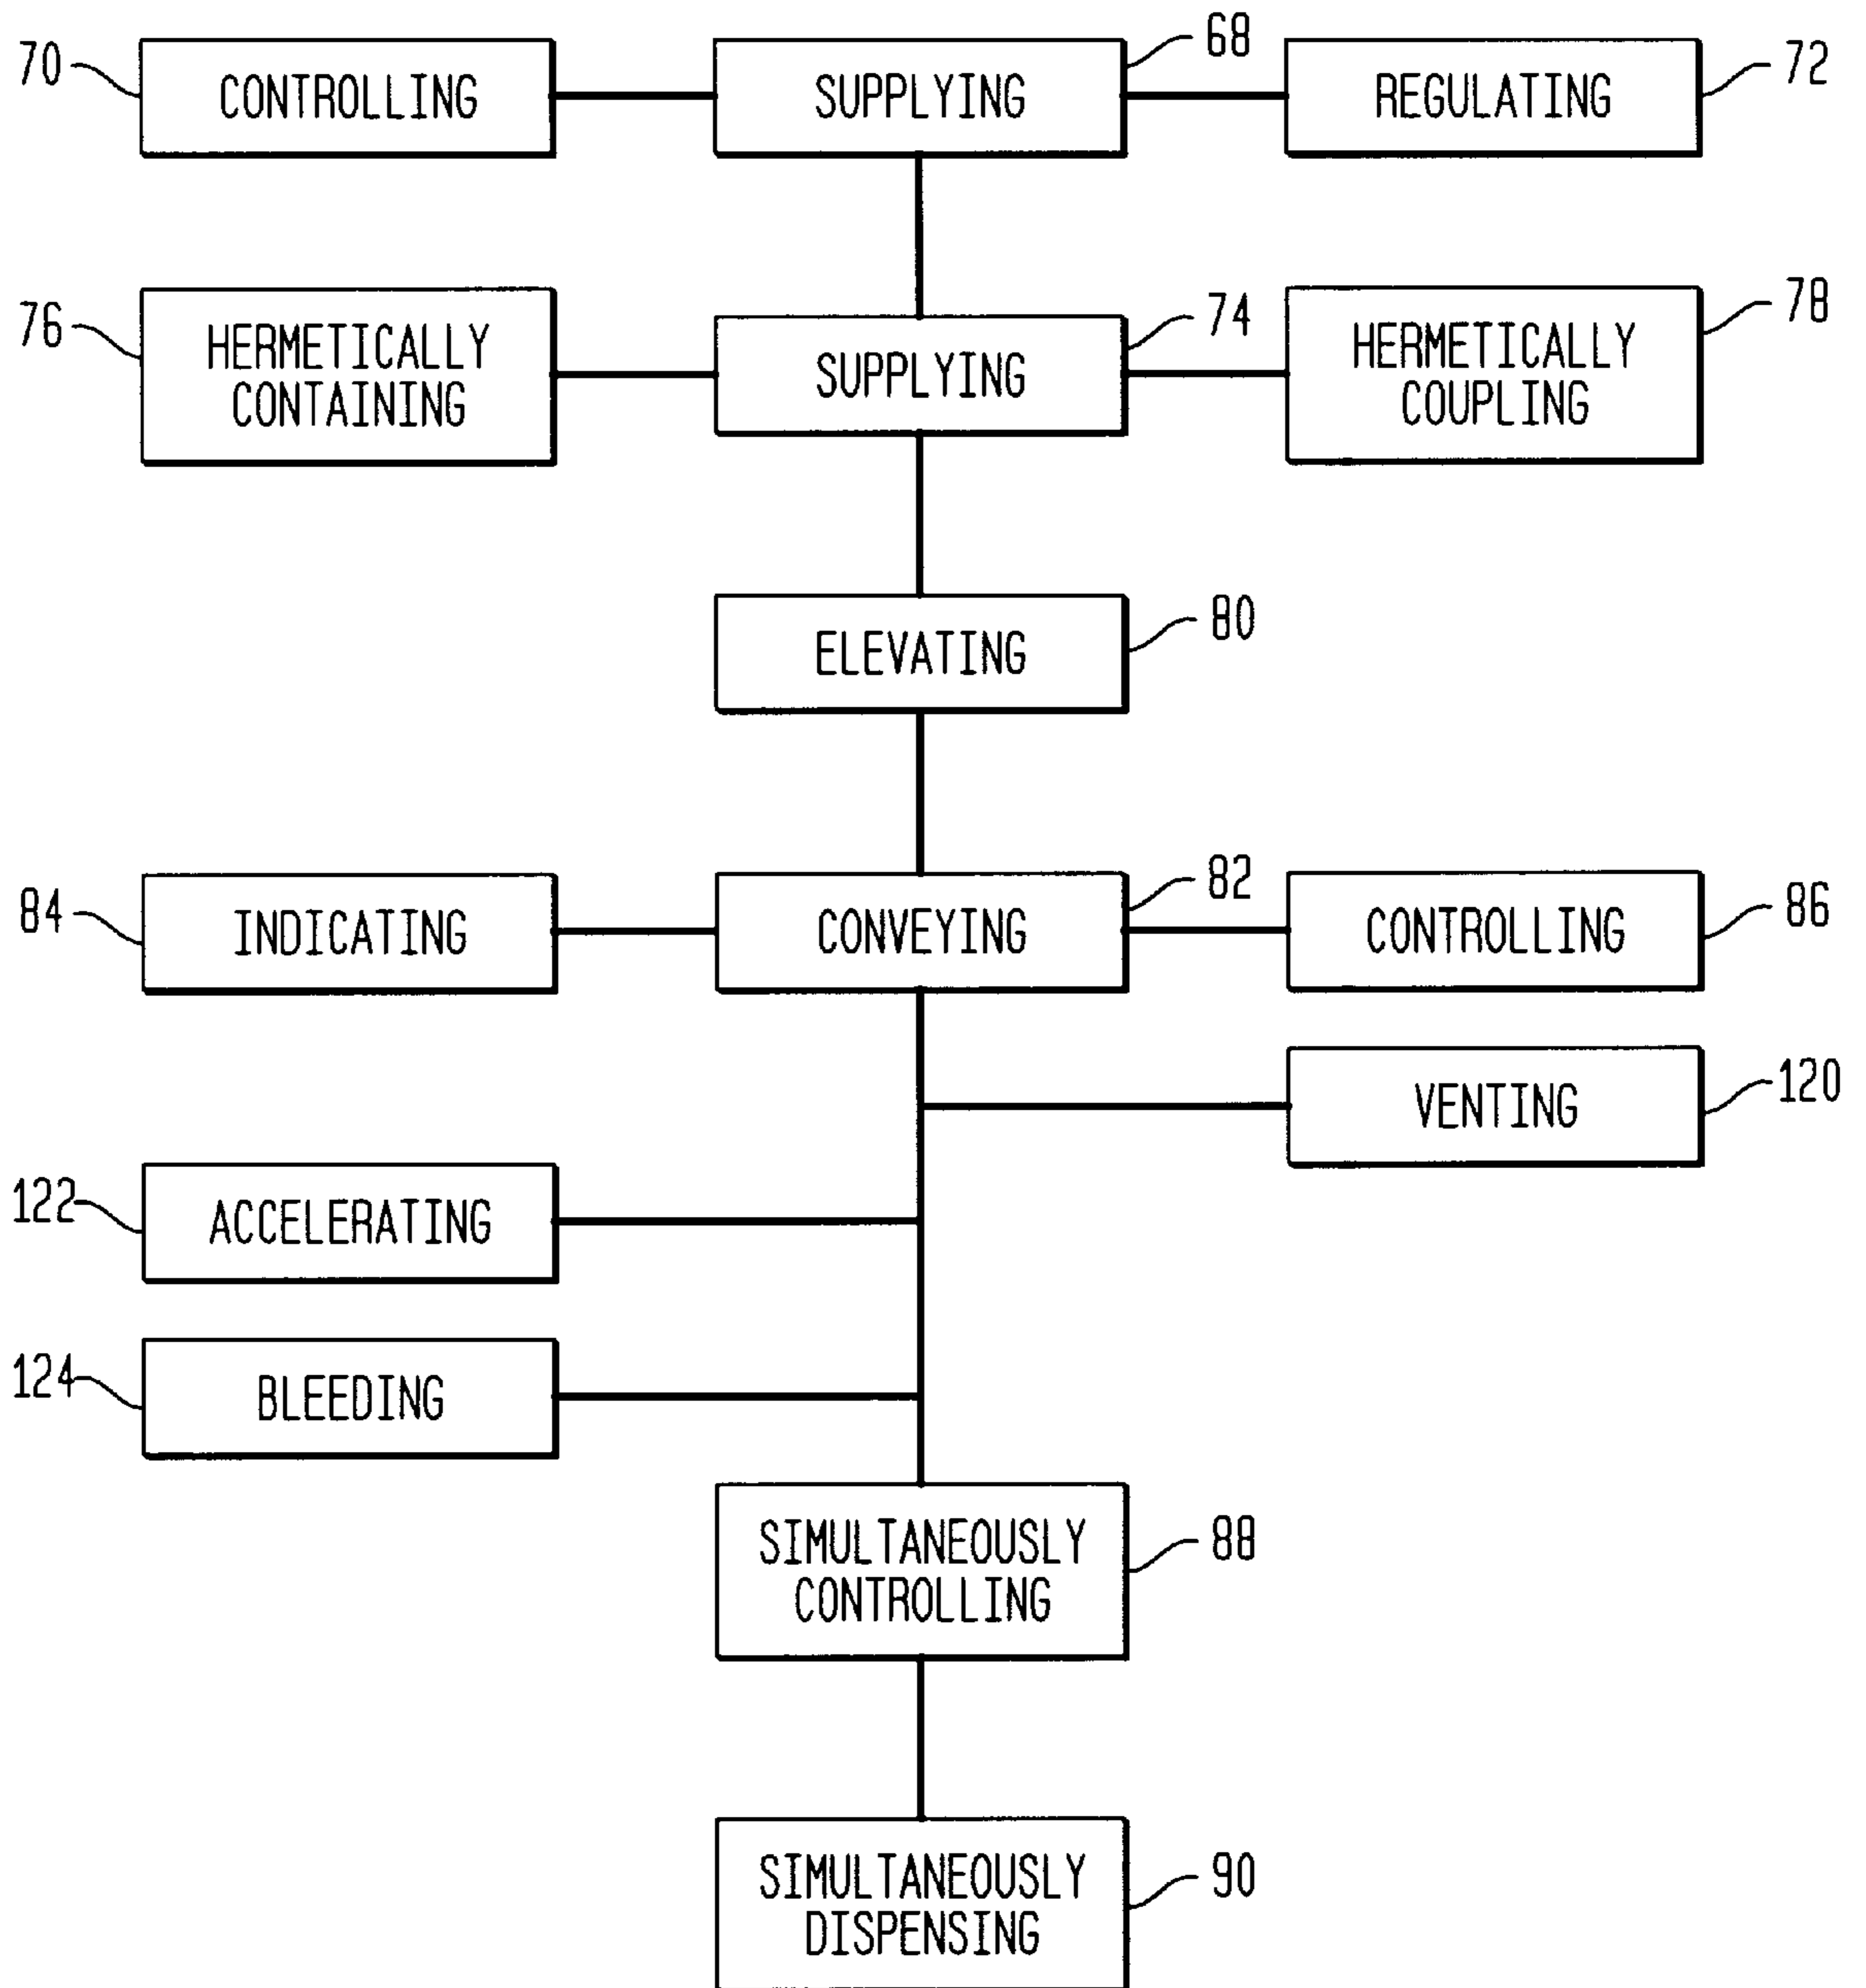 70
CONTROLLING
SUPPLYING
68
REGULATING
72
76
HERMETICALLY
CONTAINING
SUPPLYING
74
HERMETICALLY
COUPLING
78
ELEVATING
80
84
INDICATING
CONVEYING
82
CONTROLLING
86
VENTING
120
122
ACCELERATING
124
BLEEDING
SIMULTANEOUSLY
CONTROLLING
88
SIMULTANEOUSLY
DISPENSING
90